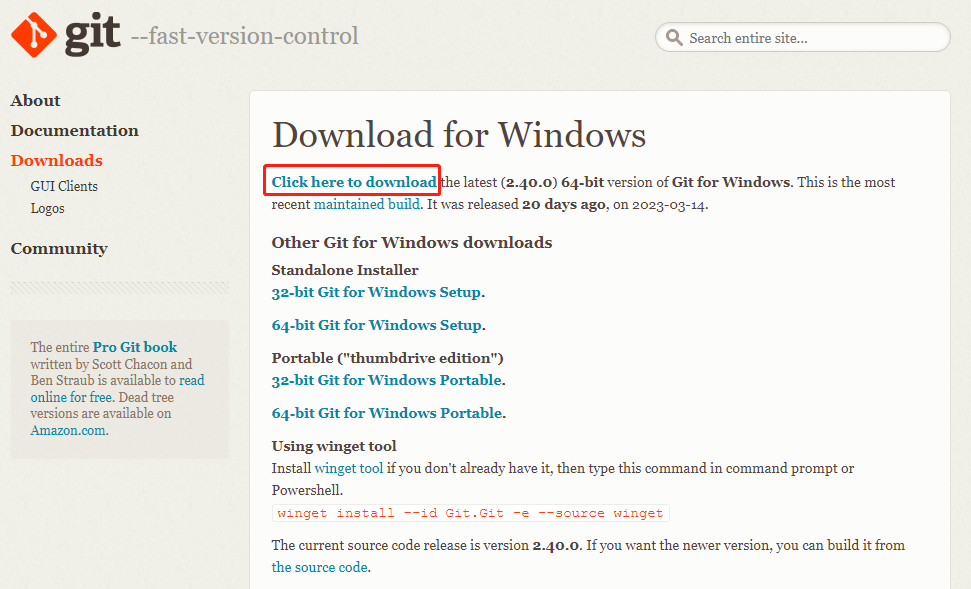 git --fast-version-control
Search entire site...
About
Documentation
Downloads
GUI Clients
Logos
Community
The entire Pro Git book
written by Scott Chacon and
Ben Straub is available to read
online for free. Dead tree
versions are available on
Amazon.com.
Download for Windows
Click here to download the latest (2.40.0) 64-bit version of Git for Windows. This is the most
recent maintained build. It was released 20 days ago, on 2023-03-14.
Other Git for Windows downloads
Standalone Installer
32-bit Git for Windows Setup.
64-bit Git for Windows Setup.
Portable ("thumbdrive edition")
32-bit Git for Windows Portable.
64-bit Git for Windows Portable.
Using winget tool
Install winget tool if you don't already have it, then type this command in command prompt or
Powershell.
winget install --id Git.Git -e --source winget
The current source code release is version 2.40.0. If you want the newer version, you can build it from
the source code.